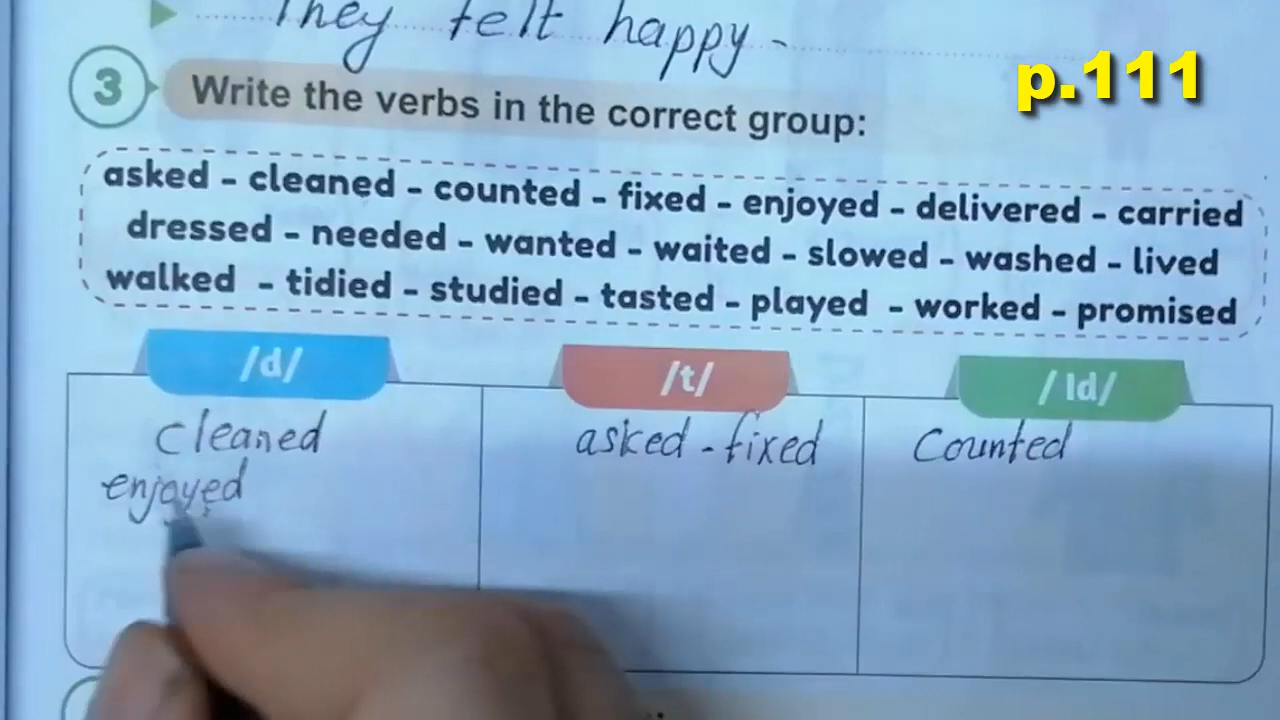 They felt happy -
p.111
3 Write the verbs in the correct group:
asked - cleaned - counted - fixed - enjoyed - delivered - carried
dressed - needed - wanted - waited - slowed - washed - lived
walked - tidied - studied - tasted - played - worked - promised
/d/ /t/ / Id/
cleaned asked - fixed Counted
enjoyed